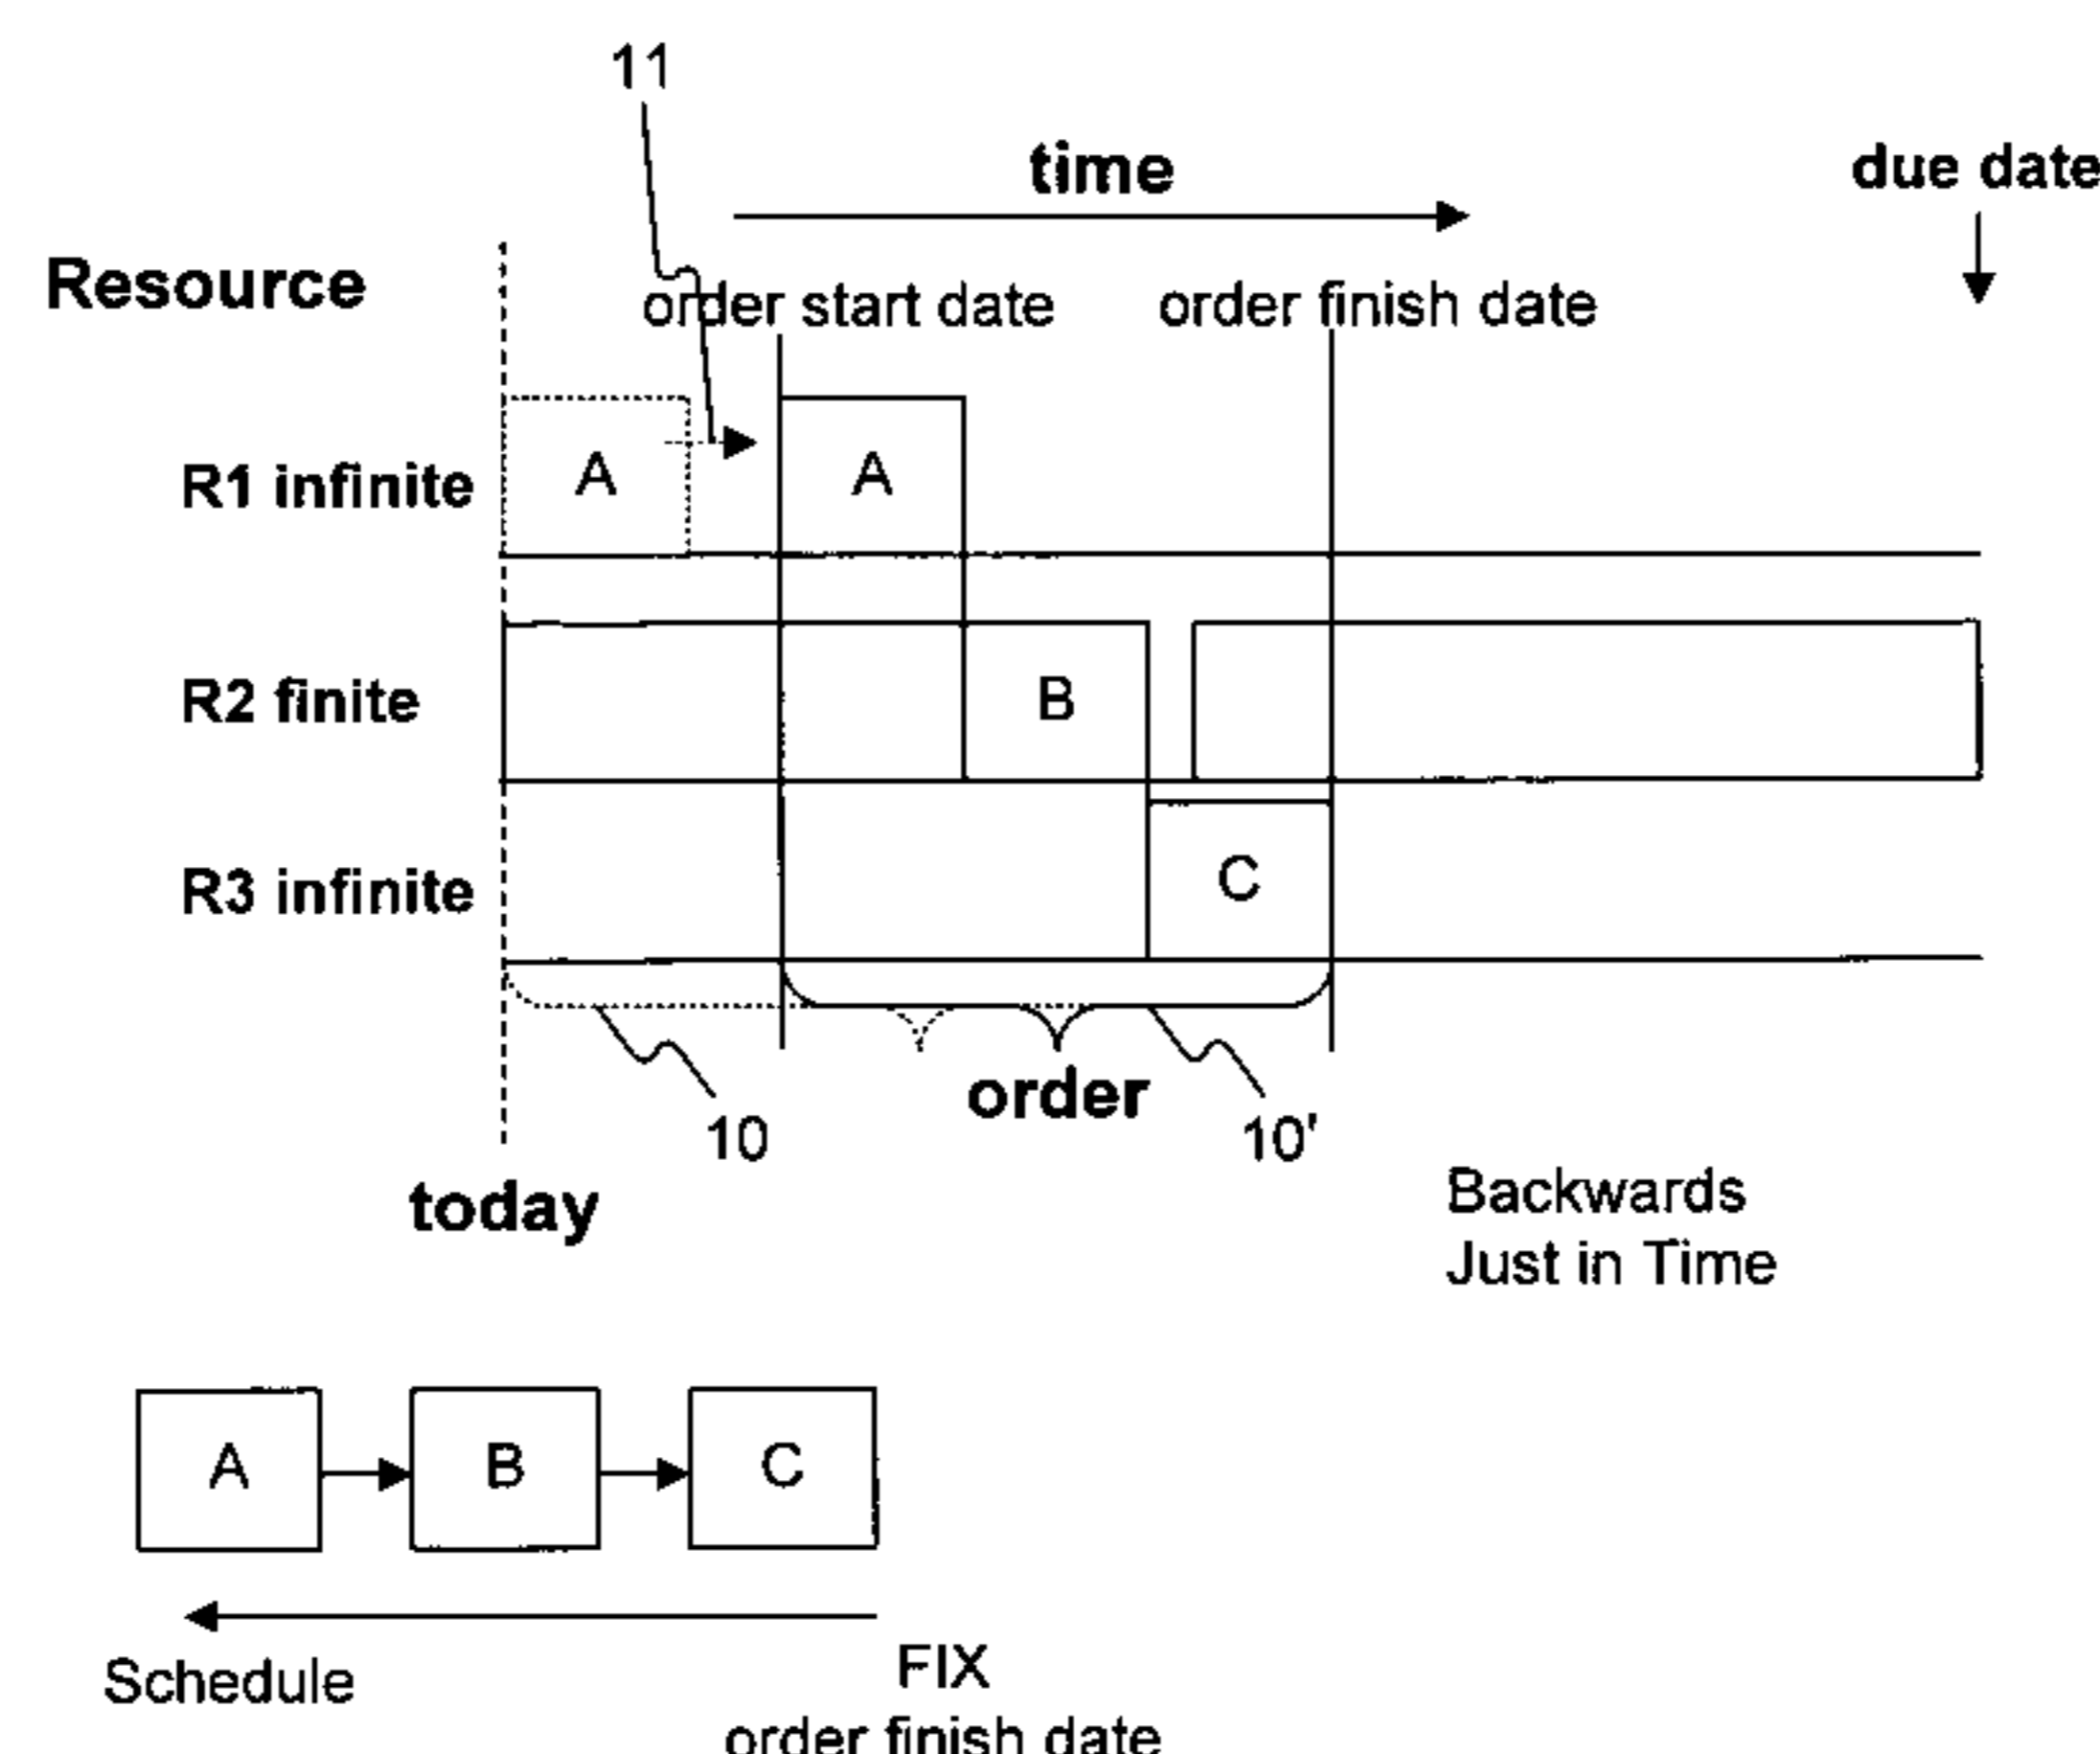 11
time
due date
Resource
order start date
order finish date
R1 infinite
A
A
R2 finite
B
R3 infinite
C
order
10
10'
today
Backwards
Just in Time
A
B
C
Schedule
FIX
order finish date